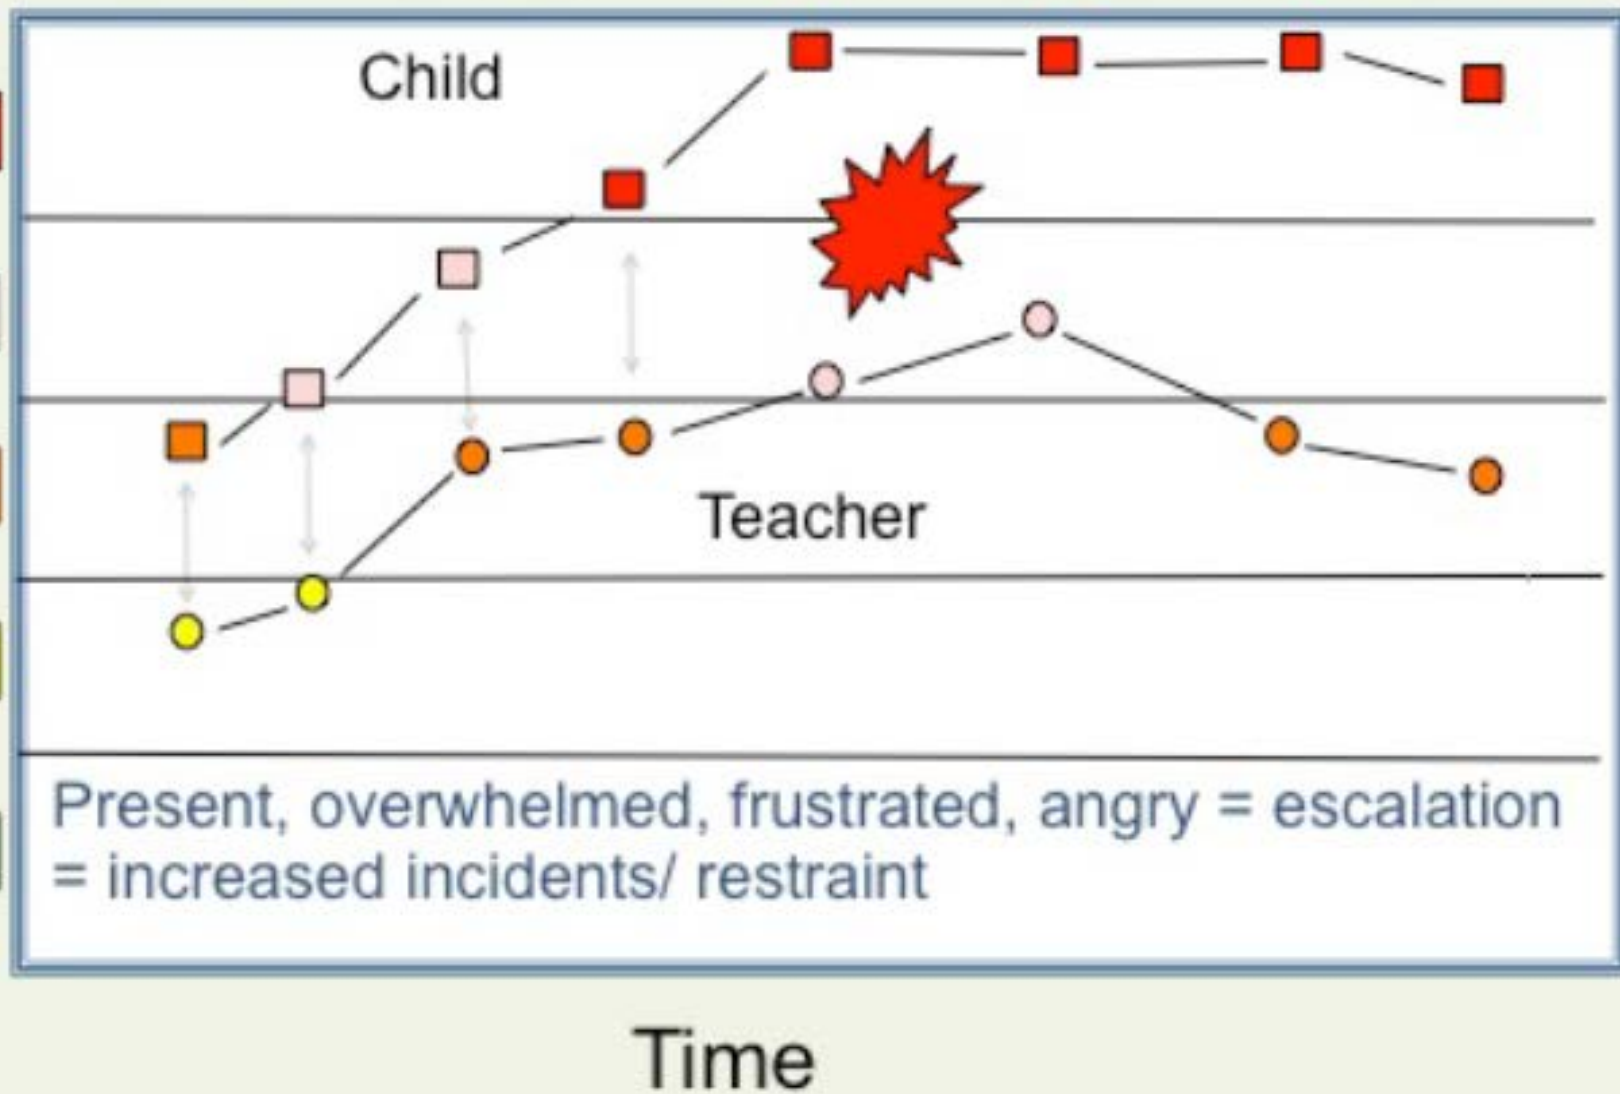 Child
Teacher
Present, overwhelmed, frustrated, angry = escalation
= increased incidents/ restraint
Time